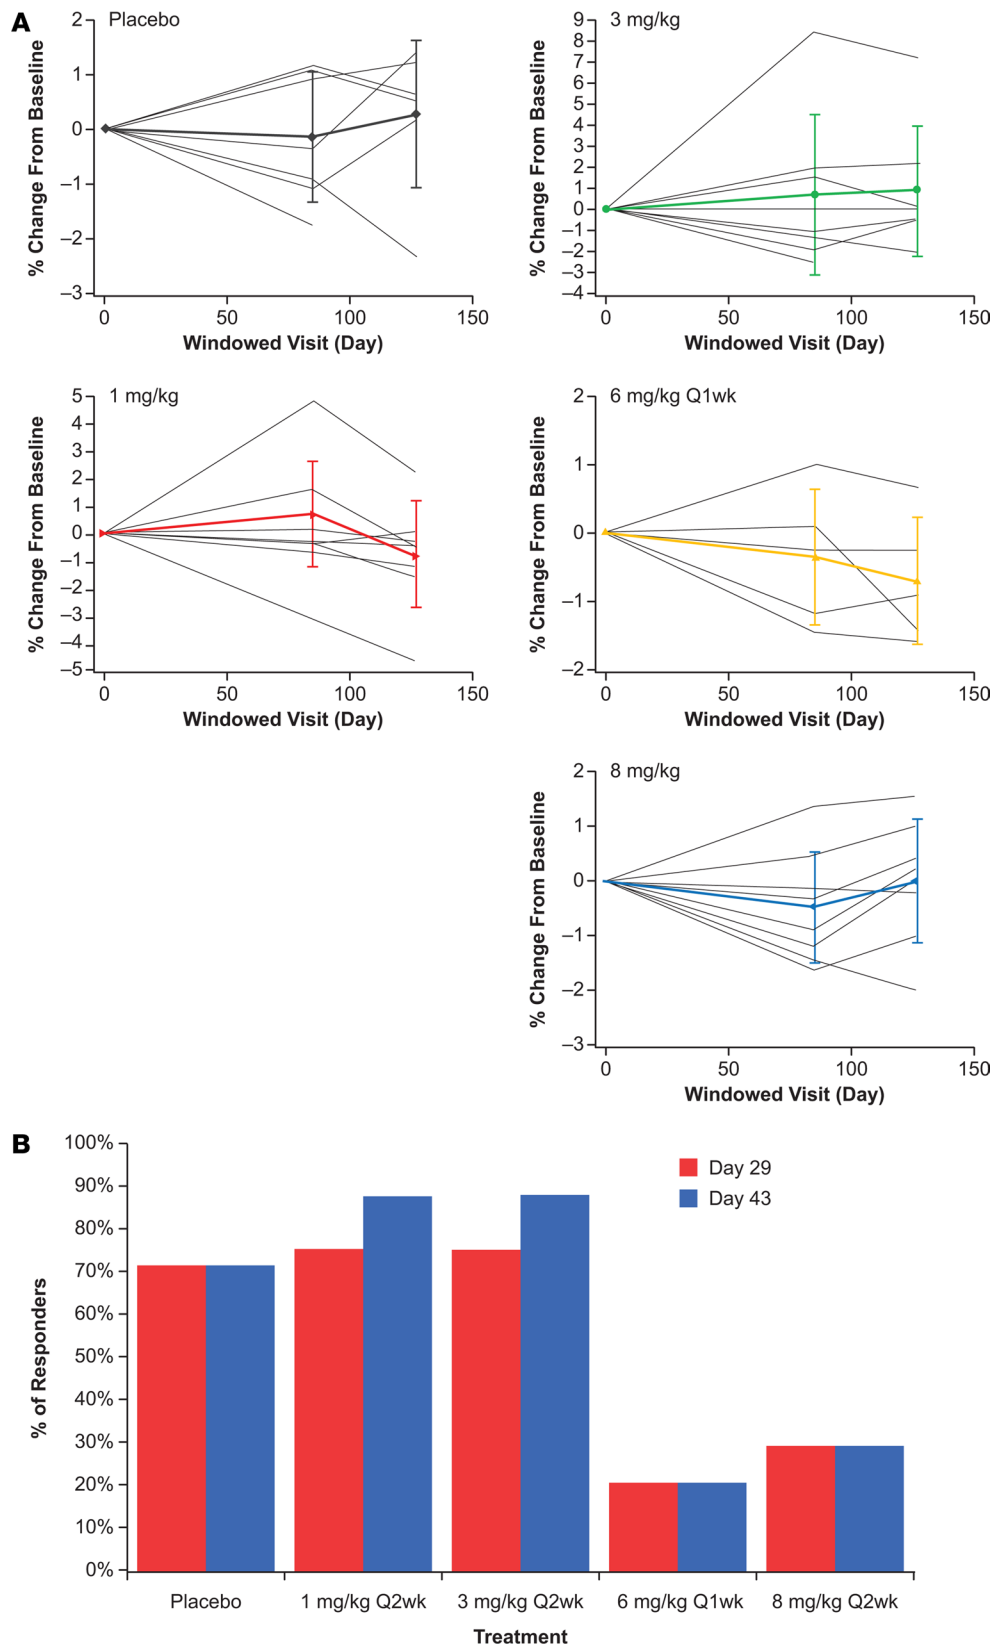 A
Placebo
% Change From Baseline
2
1
0
–1
–2
–3
0 50 100 150
Windowed Visit (Day)
3 mg/kg
% Change From Baseline
9
8
7
6
5
4
3
2
1
0
–1
–2
–3
–4
0 50 100 150
Windowed Visit (Day)
1 mg/kg
% Change From Baseline
5
4
3
2
1
0
–1
–2
–3
–4
–5
0 50 100 150
Windowed Visit (Day)
6 mg/kg Q1wk
% Change From Baseline
2
1
0
–1
–2
0 50 100 150
Windowed Visit (Day)
8 mg/kg
% Change From Baseline
2
1
0
–1
–2
–3
0 50 100 150
Windowed Visit (Day)
B
% of Responders
100%
90%
80%
70%
60%
50%
40%
30%
20%
10%
0%
Day 29
Day 43
Placebo 1 mg/kg Q2wk 3 mg/kg Q2wk 6 mg/kg Q1wk 8 mg/kg Q2wk
Treatment